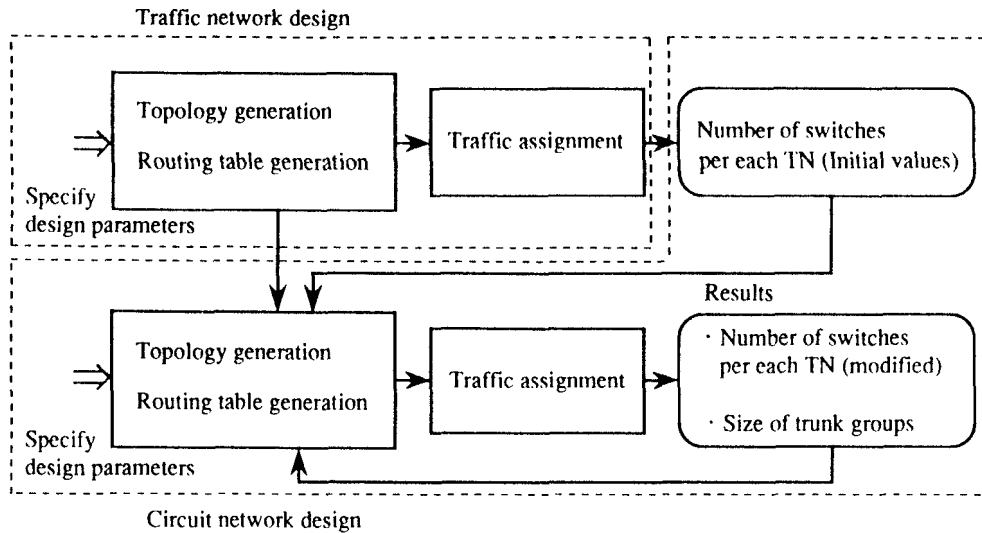 Traffic network design
Topology generation
Routing table generation
Traffic assignment
Number of switches
per each TN (Initial values)
Specify
design parameters
Results
Topology generation
Routing table generation
Traffic assignment
· Number of switches
per each TN (modified)
· Size of trunk groups
Specify
design parameters
Circuit network design